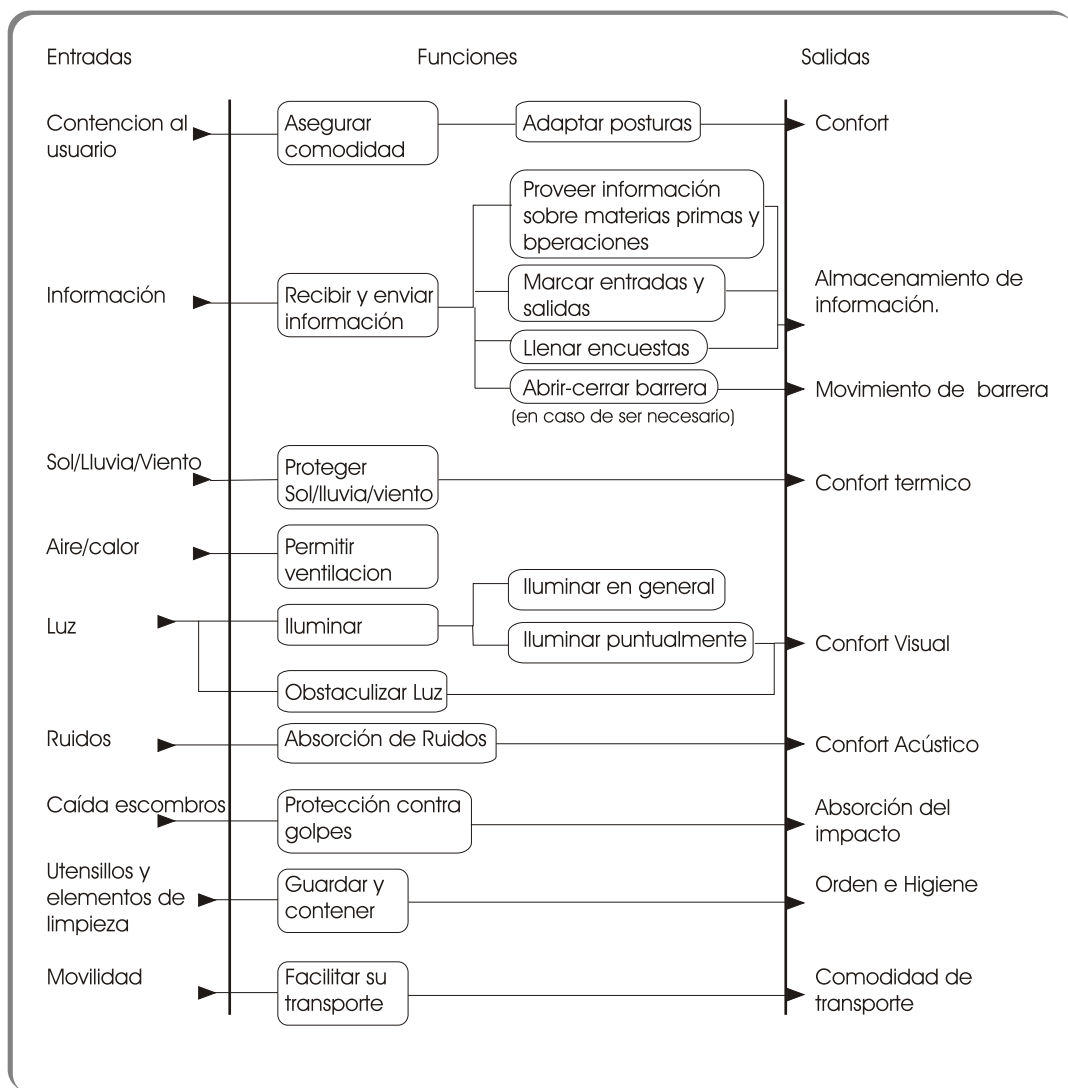 Entradas
Funciones
Salidas
Contencion al
usuario
Asegurar
comodidad
Adaptar posturas
Confort
Información
Recibir y enviar
información
Proveer información
sobre materias primas y
bperaciones
Marcar entradas y
salidas
Llenar encuestas
Abrir-cerrar barrera
(en caso de ser necesario)
Almacenamiento de
información.
Movimiento de barrera
Sol/Lluvia/Viento
Proteger
Sol/lluvia/viento
Confort termico
Aire/calor
Permitir
ventilacion
Luz
Iluminar
Iluminar en general
Iluminar puntualmente
Obstaculizar Luz
Confort Visual
Ruidos
Absorción de Ruidos
Confort Acústico
Caída escombros
Protección contra
golpes
Absorción del
impacto
Utensillos y
elementos de
limpieza
Guardar y
contener
Orden e Higiene
Movilidad
Facilitar su
transporte
Comodidad de
transporte